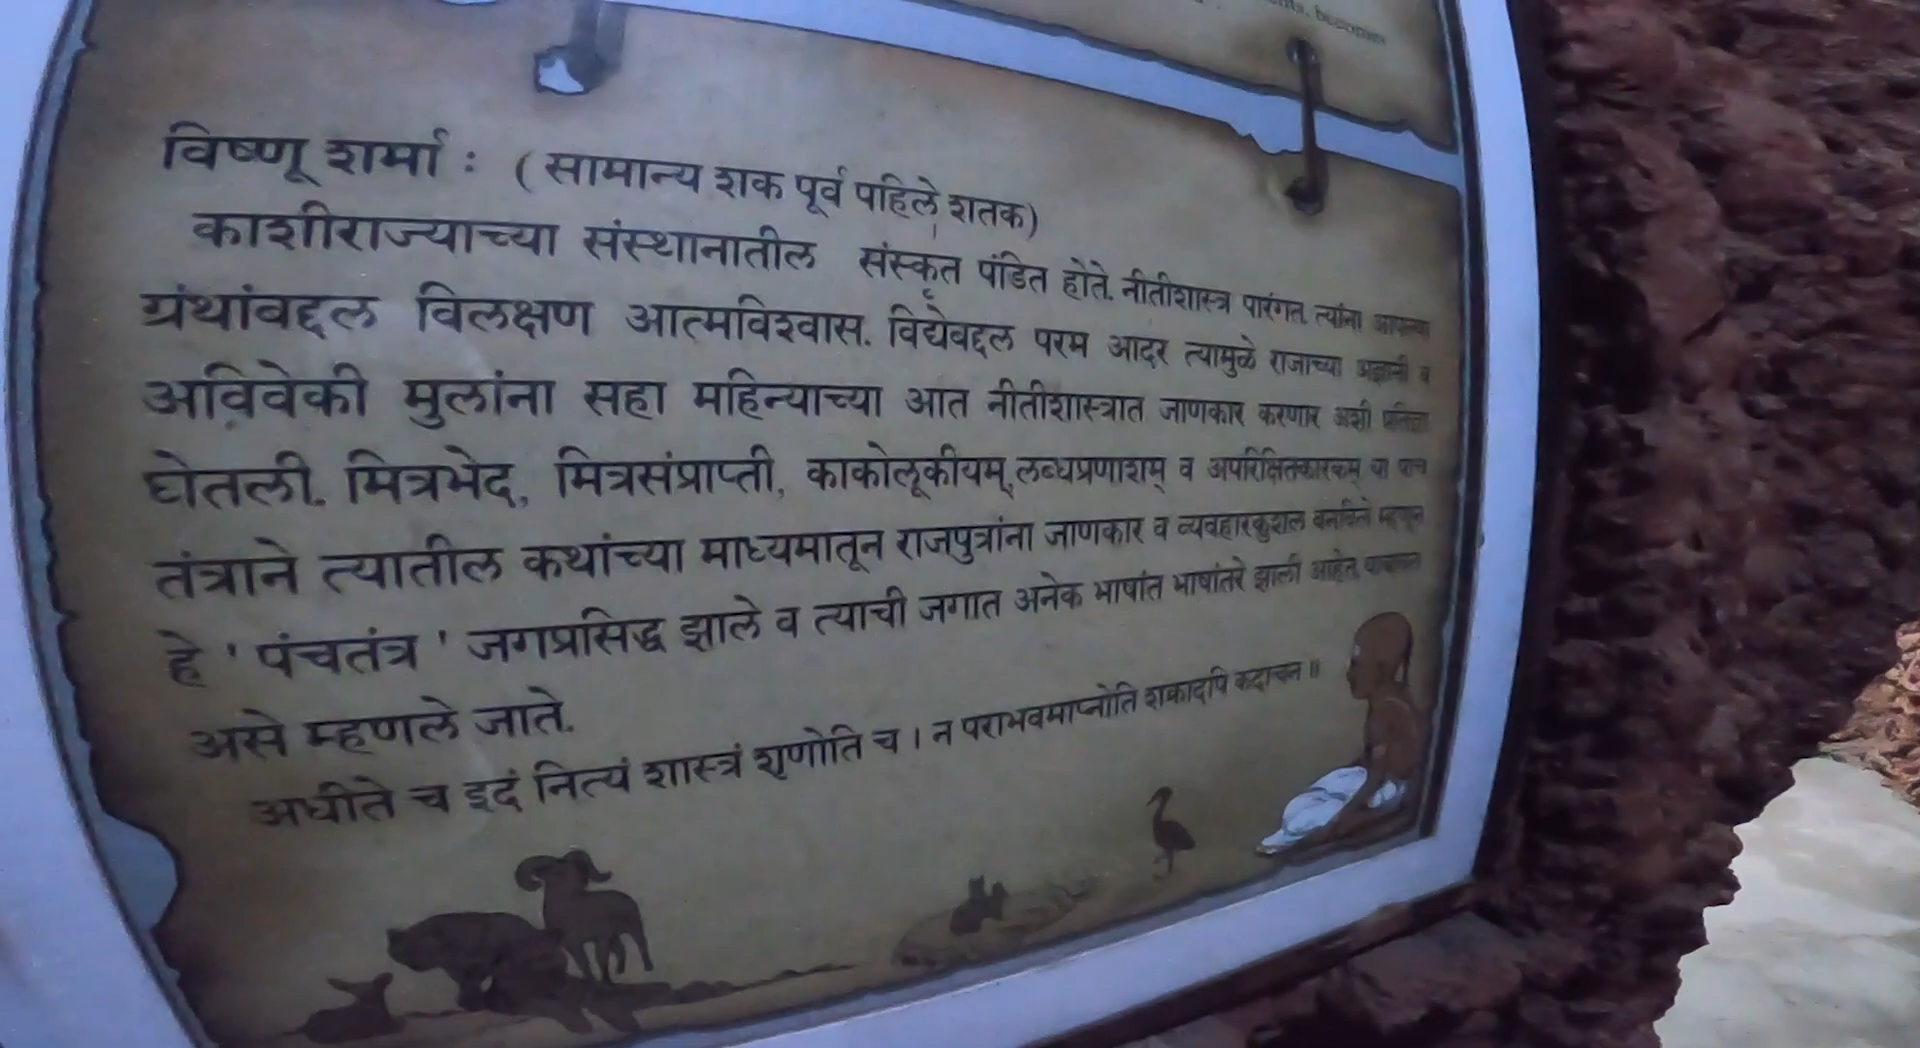 becomes
विष्णू शर्मा : ( सामान्य शक पूर्व पहिले शतक)
काशीराज्याच्या संस्थानातील संस्कृत पंडित होते. नीतीशास्त्र पारंगत. त्यांना आपल्या
ग्रंथांबद्दल विलक्षण आत्मविश्वास. विद्येबद्दल परम आदर त्यामुळे राजाच्या अज्ञानी व
अविवेकी मुलांना सहा महिन्याच्या आत नीतीशास्त्रात जाणकार करणार अशी प्रतिज्ञा
घेतली. मित्रभेद, मित्रसंप्राप्ती, काकोलूकीयम्, लब्धप्रणाशम् व अपरिक्षितकारकम् या पाच
तंत्राने त्यातील कथांच्या माध्यमातून राजपुत्रांना जाणकार व व्यवहारकुशल बनविले म्हणून
हे ' पंचतंत्र ' जगप्रसिद्ध झाले व त्याची जगात अनेक भाषांत भाषांतरे झाली आहेत.
असे म्हणले जाते.
अधीते च इदं नित्यं शास्त्रं शृणोति च । न पराभवमाप्नोति शक्रादपि कदाचन ॥